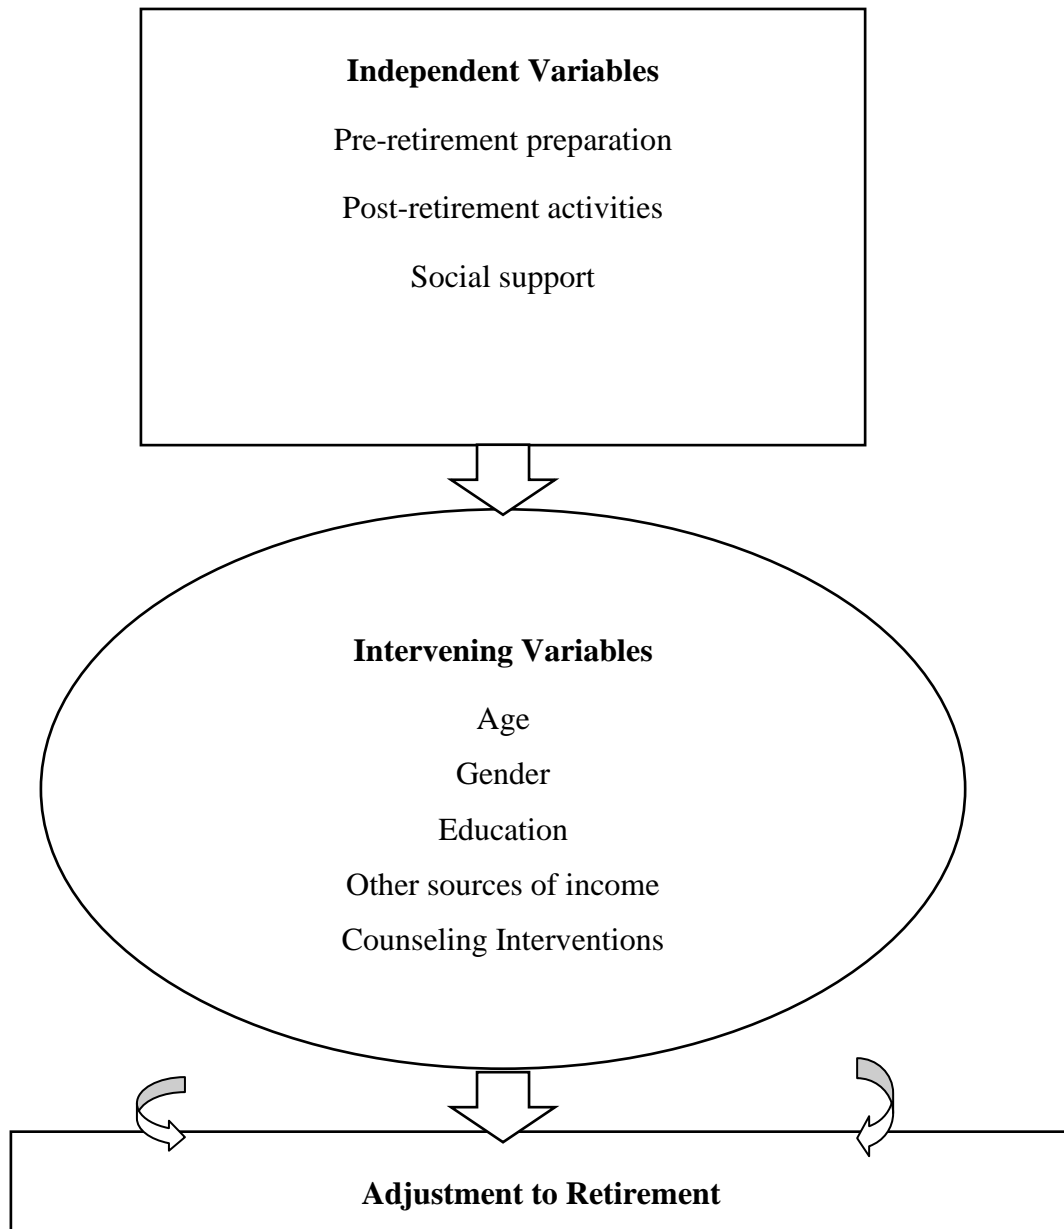 Independent Variables
Pre-retirement preparation
Post-retirement activities
Social support
Intervening Variables
Age
Gender
Education
Other sources of income
Counseling Interventions
Adjustment to Retirement